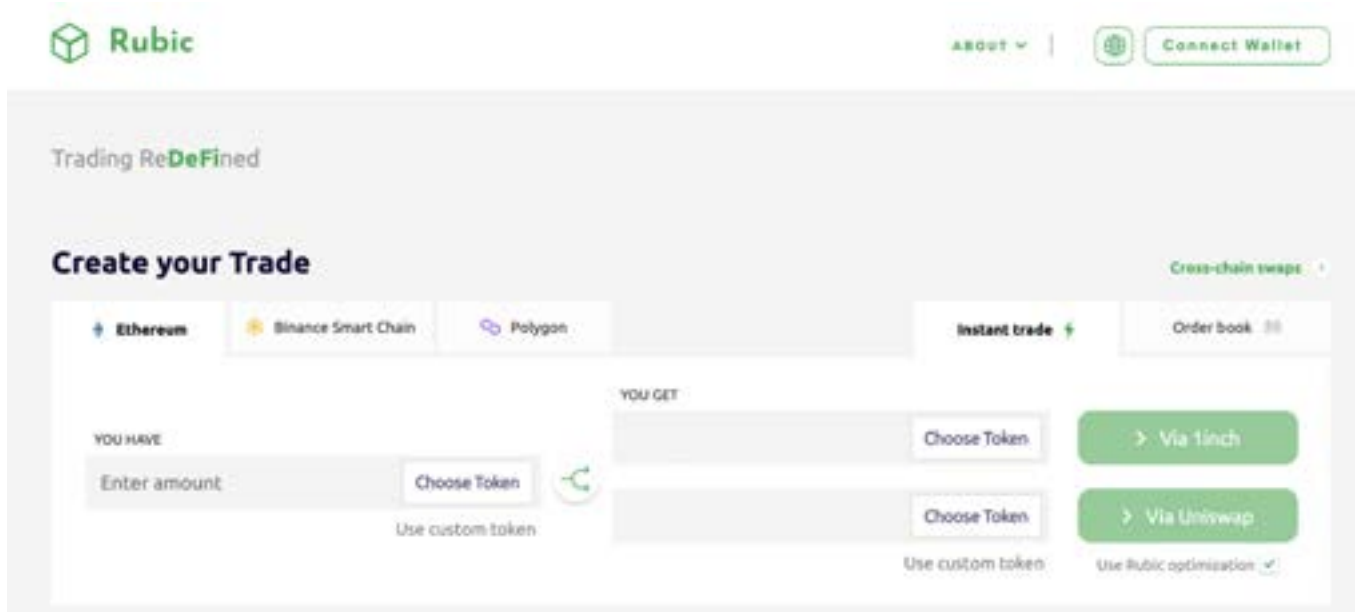 Rubic
ABOUT
Connect Wallet
Trading ReDeFined
Create your Trade
Cross-chain swaps
Ethereum
Binance Smart Chain
Polygon
Instant trade
Order book
YOU GET
YOU HAVE
Choose Token
Via 1inch
Enter amount
Choose Token
Choose Token
Via Uniswap
Use custom token
Use custom token
Use Rubic optimization